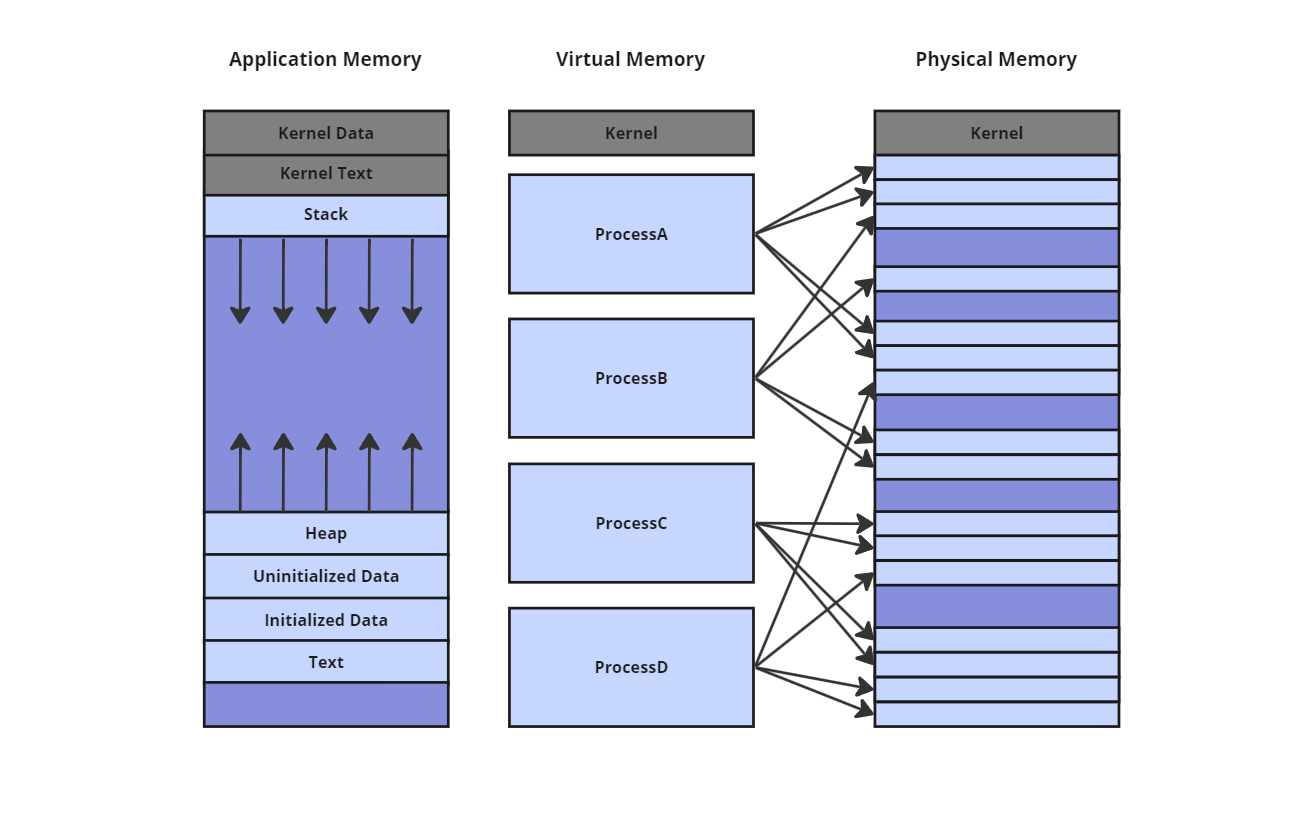 Application Memory
Virtual Memory
Physical Memory
Kernel Data
Kernel Text
Stack
Heap
Uninitialized Data
Initialized Data
Text
Kernel
ProcessA
ProcessB
ProcessC
ProcessD
Kernel